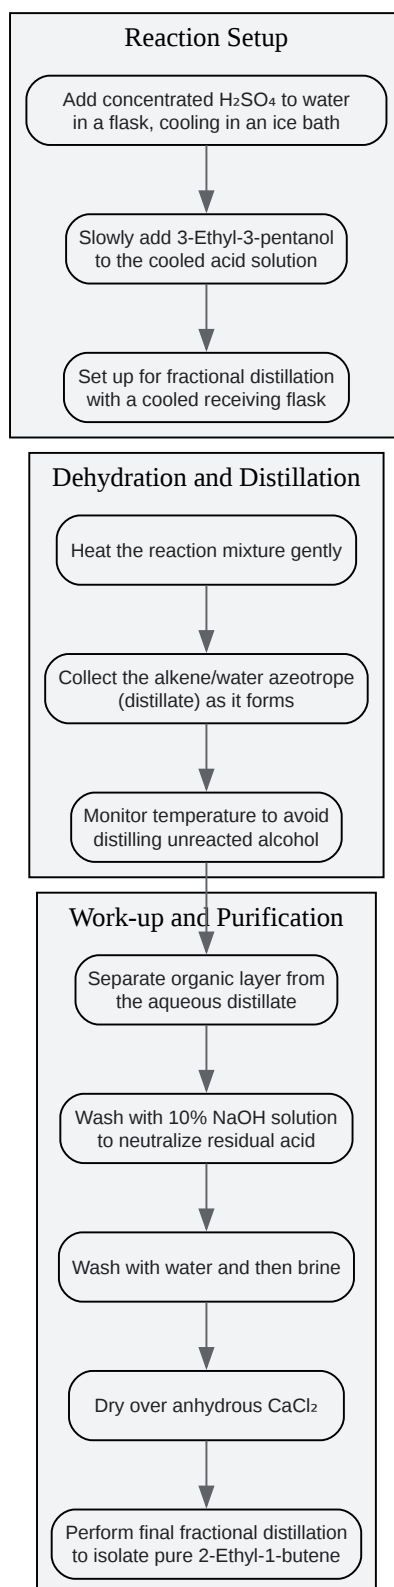 Reaction Setup
Add concentrated H₂SO₄ to water
in a flask, cooling in an ice bath
Slowly add 3-Ethyl-3-pentanol
to the cooled acid solution
Set up for fractional distillation
with a cooled receiving flask
Dehydration and Distillation
Heat the reaction mixture gently
Collect the alkene/water azeotrope
(distillate) as it forms
Monitor temperature to avoid
distilling unreacted alcohol
Work-up and Purification
Separate organic layer from
the aqueous distillate
Wash with 10% NaOH solution
to neutralize residual acid
Wash with water and then brine
Dry over anhydrous CaCl₂
Perform final fractional distillation
to isolate pure 2-Ethyl-1-butene